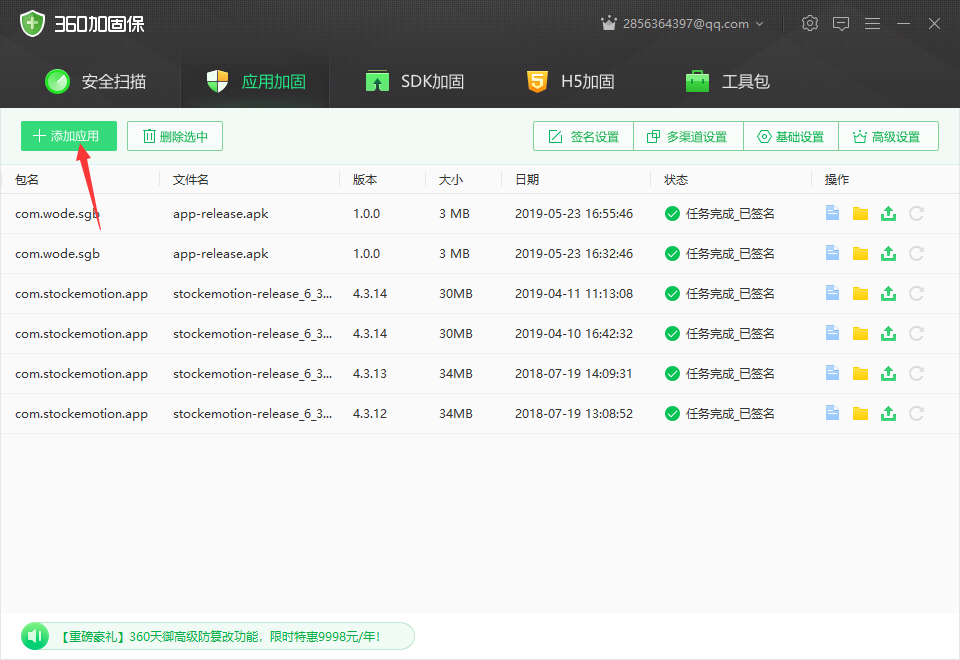 360加固保 2856364397@qq.com
安全扫描 应用加固 SDK加固 H5加固 工具包
添加应用 删除选中 签名设置 多渠道设置 基础设置 高级设置
包名 文件名 版本 大小 日期 状态 操作
com.wode.sgb app-release.apk 1.0.0 3 MB 2019-05-23 16:55:46 任务完成_已签名
com.wode.sgb app-release.apk 1.0.0 3 MB 2019-05-23 16:32:46 任务完成_已签名
com.stockemotion.app stockemotion-release_6_3... 4.3.14 30MB 2019-04-11 11:13:08 任务完成_已签名
com.stockemotion.app stockemotion-release_6_3... 4.3.14 30MB 2019-04-10 16:42:32 任务完成_已签名
com.stockemotion.app stockemotion-release_6_3... 4.3.13 34MB 2018-07-19 14:09:31 任务完成_已签名
com.stockemotion.app stockemotion-release_6_3... 4.3.12 34MB 2018-07-19 13:08:52 任务完成_已签名
【重磅豪礼】360天御高级防篡改功能，限时特惠9998元/年!